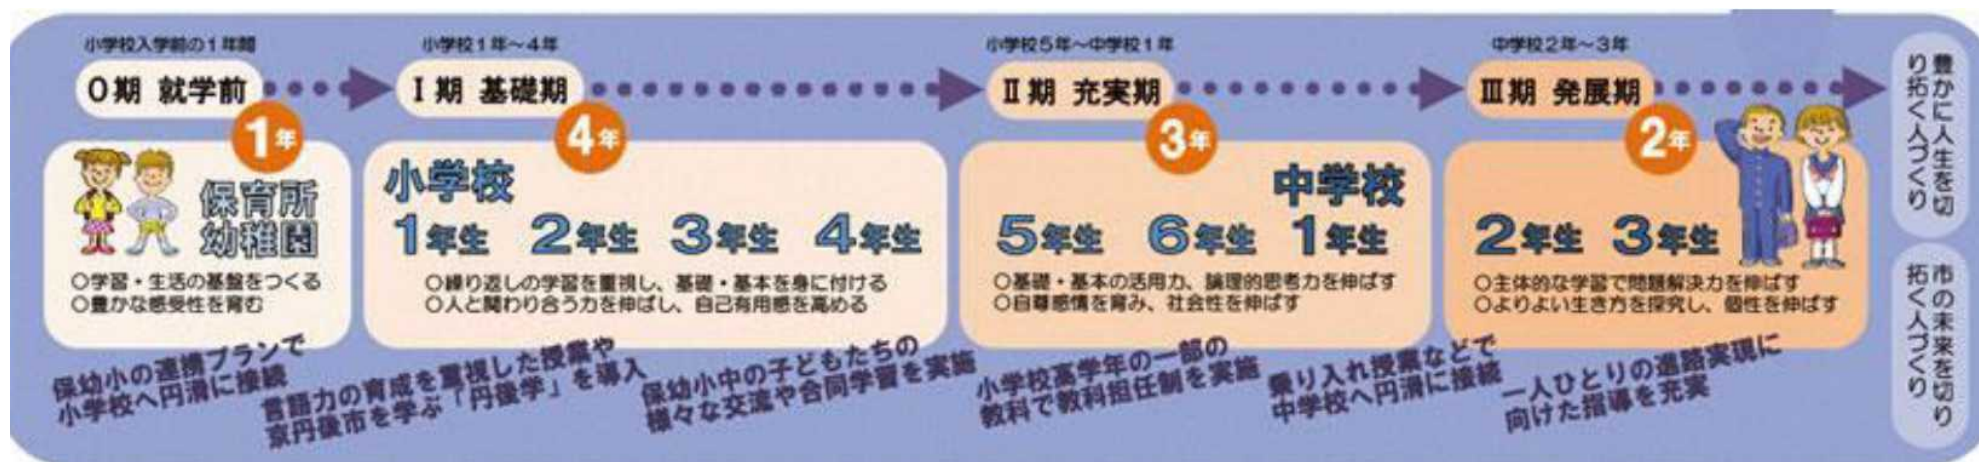 小学校入学前の1年間
0期 就学前
1年
保育所
幼稚園
○学習・生活の基盤をつくる
○豊かな感受性を育む
小学校1年～4年
Ⅰ期 基礎期
4年
小学校
1年生 2年生 3年生 4年生
○繰り返しの学習を重視し、基礎・基本を身に付ける
○人と関わり合う力を伸ばし、自己有用感を高める
小学校5年～中学校1年
Ⅱ期 充実期
3年
中学校
5年生 6年生 1年生
○基礎・基本の活用力、論理的思考力を伸ばす
○自尊感情を育み、社会性を伸ばす
中学校2年～3年
Ⅲ期 発展期
2年
2年生 3年生
○主体的な学習で問題解決力を伸ばす
○よりよい生き方を探究し、個性を伸ばす
保幼小の連携プランで
小学校へ円滑に接続
言語力の育成を重視した授業や
京丹後市を学ぶ「丹後学」を導入
保幼小中の子どもたちの
様々な交流や合同学習を実施
小学校高学年の一部の
教科で教科担任制を実施
乗り入れ授業などで
中学校へ円滑に接続
一人ひとりの進路実現に
向けた指導を充実
豊かに人生を切
り拓く人づくり
市の未来を切り
拓く人づくり